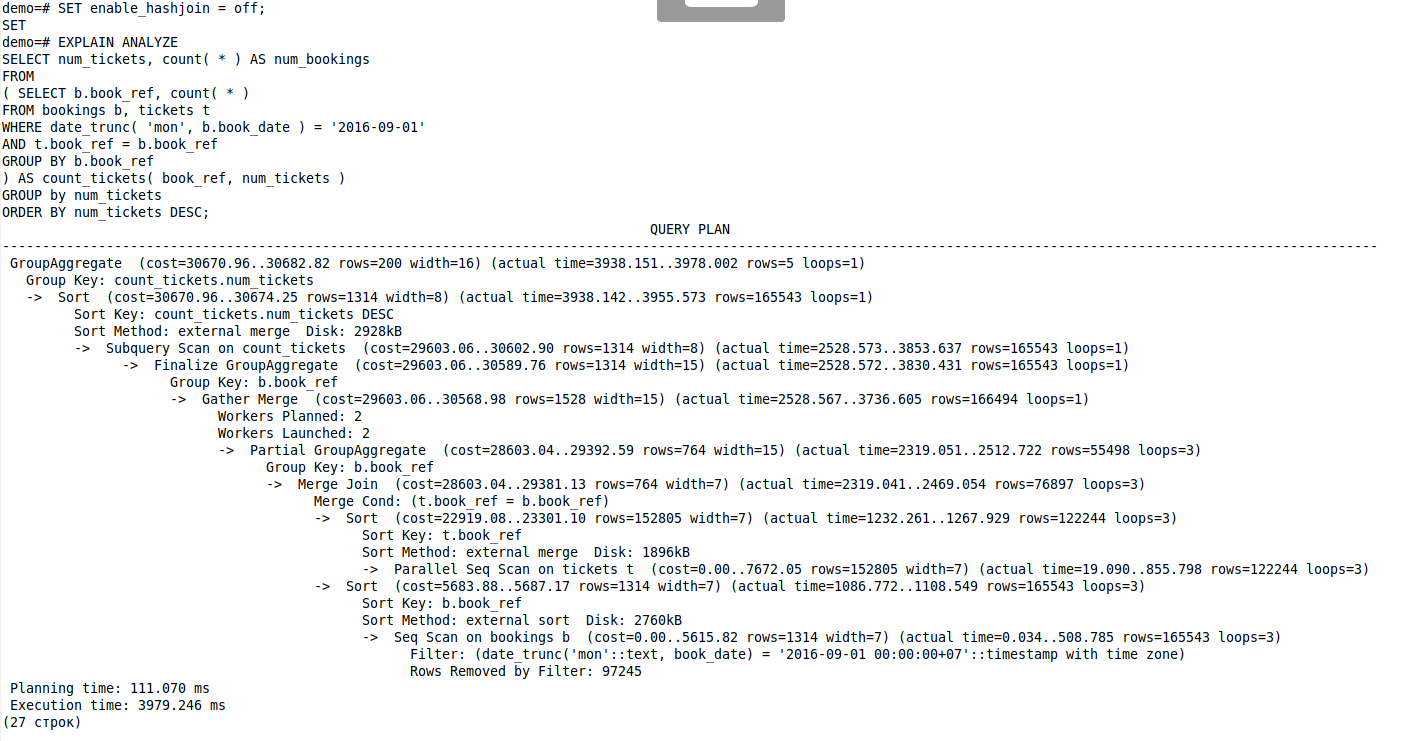 demo=# SET enable_hashjoin = off;
SET
demo=# EXPLAIN ANALYZE
SELECT num_tickets, count( * ) AS num_bookings
FROM
( SELECT b.book_ref, count( * )
FROM bookings b, tickets t
WHERE date_trunc( 'mon', b.book_date ) = '2016-09-01'
AND t.book_ref = b.book_ref
GROUP BY b.book_ref
) AS count_tickets( book_ref, num_tickets )
GROUP by num_tickets
ORDER BY num_tickets DESC;
QUERY PLAN
-----------------------------------------------------------------------------------------------------------------------------------------------------------------------------
GroupAggregate  (cost=30670.96..30682.82 rows=200 width=16) (actual time=3938.151..3978.002 rows=5 loops=1)
Group Key: count_tickets.num_tickets
->  Sort  (cost=30670.96..30674.25 rows=1314 width=8) (actual time=3938.142..3955.573 rows=165543 loops=1)
Sort Key: count_tickets.num_tickets DESC
Sort Method: external merge  Disk: 2928kB
->  Subquery Scan on count_tickets  (cost=29603.06..30602.90 rows=1314 width=8) (actual time=2528.573..3853.637 rows=165543 loops=1)
->  Finalize GroupAggregate  (cost=29603.06..30589.76 rows=1314 width=15) (actual time=2528.572..3830.431 rows=165543 loops=1)
Group Key: b.book_ref
->  Gather Merge  (cost=29603.06..30568.98 rows=1528 width=15) (actual time=2528.567..3736.605 rows=166494 loops=1)
Workers Planned: 2
Workers Launched: 2
->  Partial GroupAggregate  (cost=28603.04..29392.59 rows=764 width=15) (actual time=2319.051..2512.722 rows=55498 loops=3)
Group Key: b.book_ref
->  Merge Join  (cost=28603.04..29381.13 rows=764 width=7) (actual time=2319.041..2469.054 rows=76897 loops=3)
Merge Cond: (t.book_ref = b.book_ref)
->  Sort  (cost=22919.08..23301.10 rows=152805 width=7) (actual time=1232.261..1267.929 rows=122244 loops=3)
Sort Key: t.book_ref
Sort Method: external merge  Disk: 1896kB
->  Parallel Seq Scan on tickets t  (cost=0.00..7672.05 rows=152805 width=7) (actual time=19.090..855.798 rows=122244 loops=3)
->  Sort  (cost=5683.88..5687.17 rows=1314 width=7) (actual time=1086.772..1108.549 rows=165543 loops=3)
Sort Key: b.book_ref
Sort Method: external sort  Disk: 2760kB
->  Seq Scan on bookings b  (cost=0.00..5615.82 rows=1314 width=7) (actual time=0.034..508.785 rows=165543 loops=3)
Filter: (date_trunc('mon'::text, book_date) = '2016-09-01 00:00:00+07'::timestamp with time zone)
Rows Removed by Filter: 97245
Planning time: 111.070 ms
Execution time: 3979.246 ms
(27 строк)